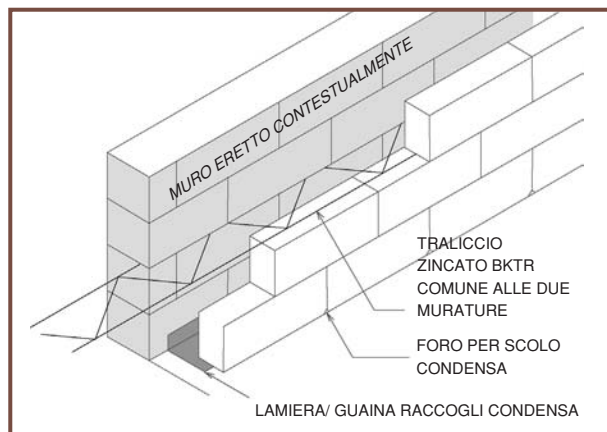 MURO ERETTO CONTESTUALMENTE
TRALICCIO
ZINCATO BKTR
COMUNE ALLE DUE
MURATURE
FORO PER SCOLO
CONDENSA
LAMIERA/ GUAINA RACCOGLI CONDENSA